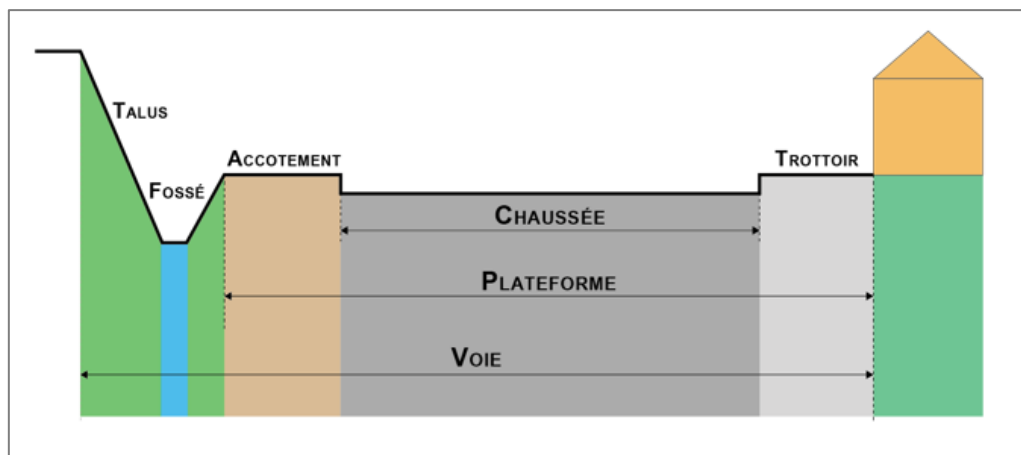 TALUS
ACCOTEMENT
TROTTOIR
FOSSÉ
CHAUSSÉE
PLATEFORME
VOIE